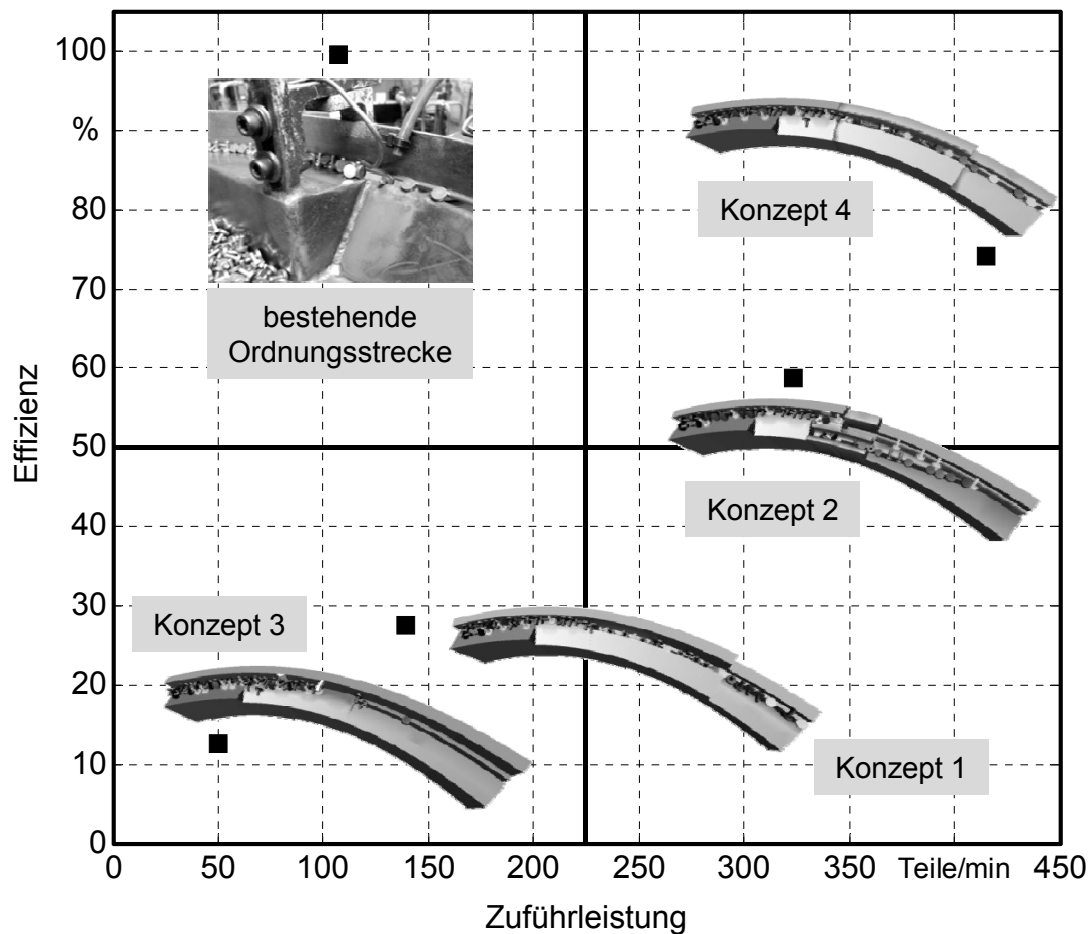 100
%
80
70
60
50
40
30
20
10
0
Effizienz
bestehende
Ordnungsstrecke
Konzept 4
Konzept 2
Konzept 3
Konzept 1
0 50 100 150 200 250 300 350 Teile/min 450
Zuführleistung